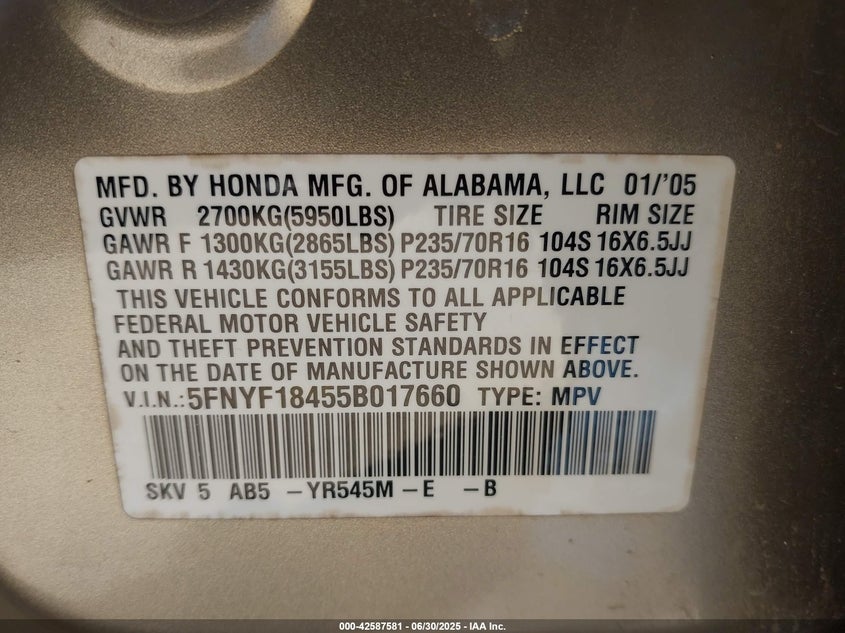 MFD. BY HONDA MFG. OF ALABAMA, LLC 01/'05
GVWR 2700KG(5950LBS) TIRE SIZE RIM SIZE
GAWR F 1300KG(2865LBS) P235/70R16 104S 16X6.5JJ
GAWR R 1430KG(3155LBS) P235/70R16 104S 16X6.5JJ
THIS VEHICLE CONFORMS TO ALL APPLICABLE
FEDERAL MOTOR VEHICLE SAFETY
AND THEFT PREVENTION STANDARDS IN EFFECT
ON THE DATE OF MANUFACTURE SHOWN ABOVE.
V.I.N.: 5FNYF18455B017660 TYPE: MPV
SKV 5 AB5 -YR545M -E -B
000-42587581 - 06/30/2025 - IAA Inc.